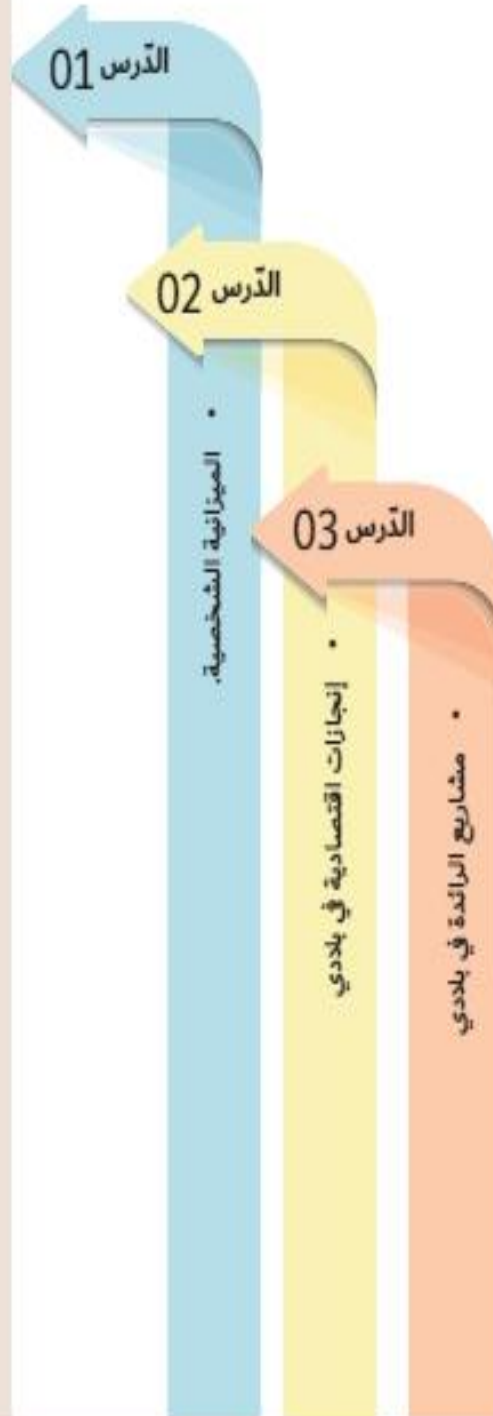 الدّرس 01
• الميزانية الشخصية.
الدّرس 02
• إنجازات اقتصادية في بلادي
الدّرس 03
• مشاريع الرائدة في بلادي